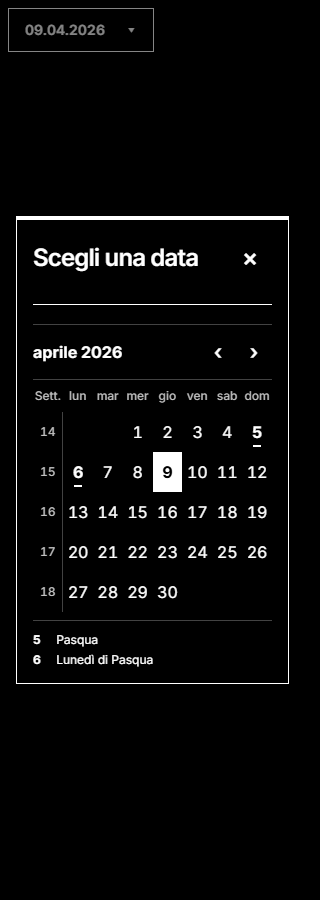 09.04.2026
Scegli una data ×
aprile 2026 ‹ ›
Sett. lun mar mer gio ven sab dom
14 1 2 3 4 5
15 6 7 8 9 10 11 12
16 13 14 15 16 17 18 19
17 20 21 22 23 24 25 26
18 27 28 29 30
5 Pasqua
6 Lunedì di Pasqua